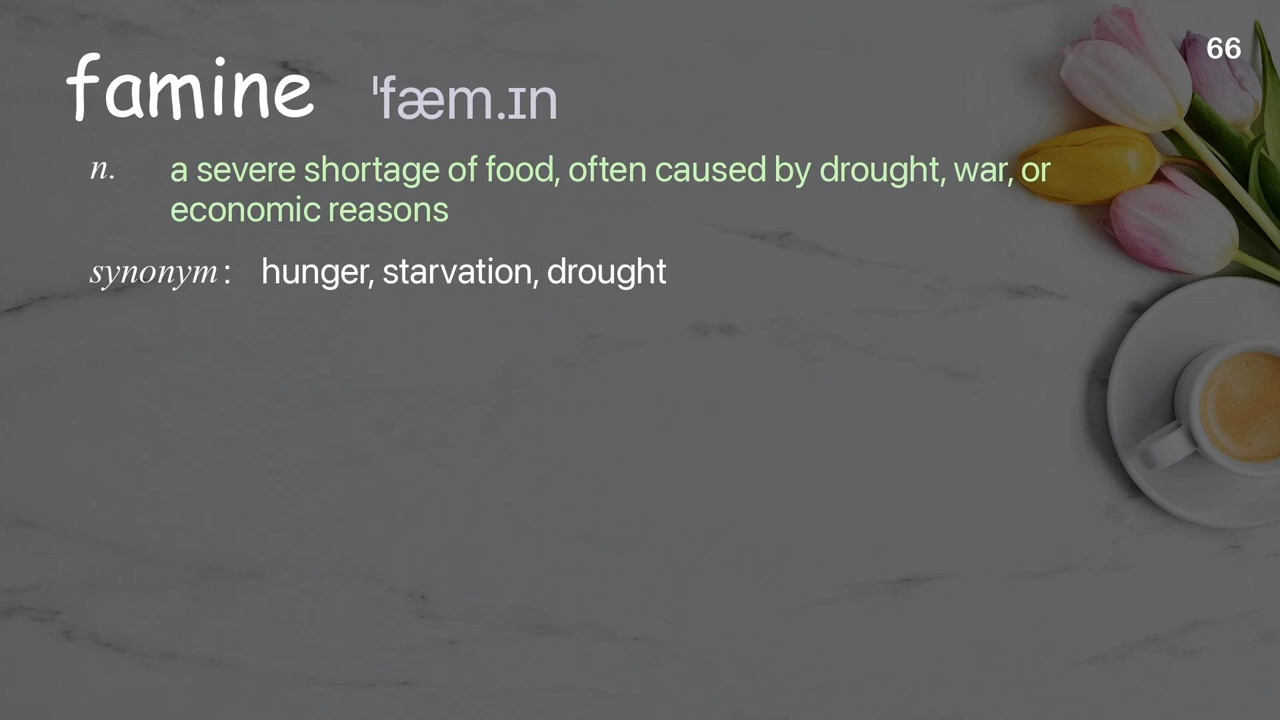 66
famine ˈfæm.ɪn
n. a severe shortage of food, often caused by drought, war, or
economic reasons
synonym: hunger, starvation, drought